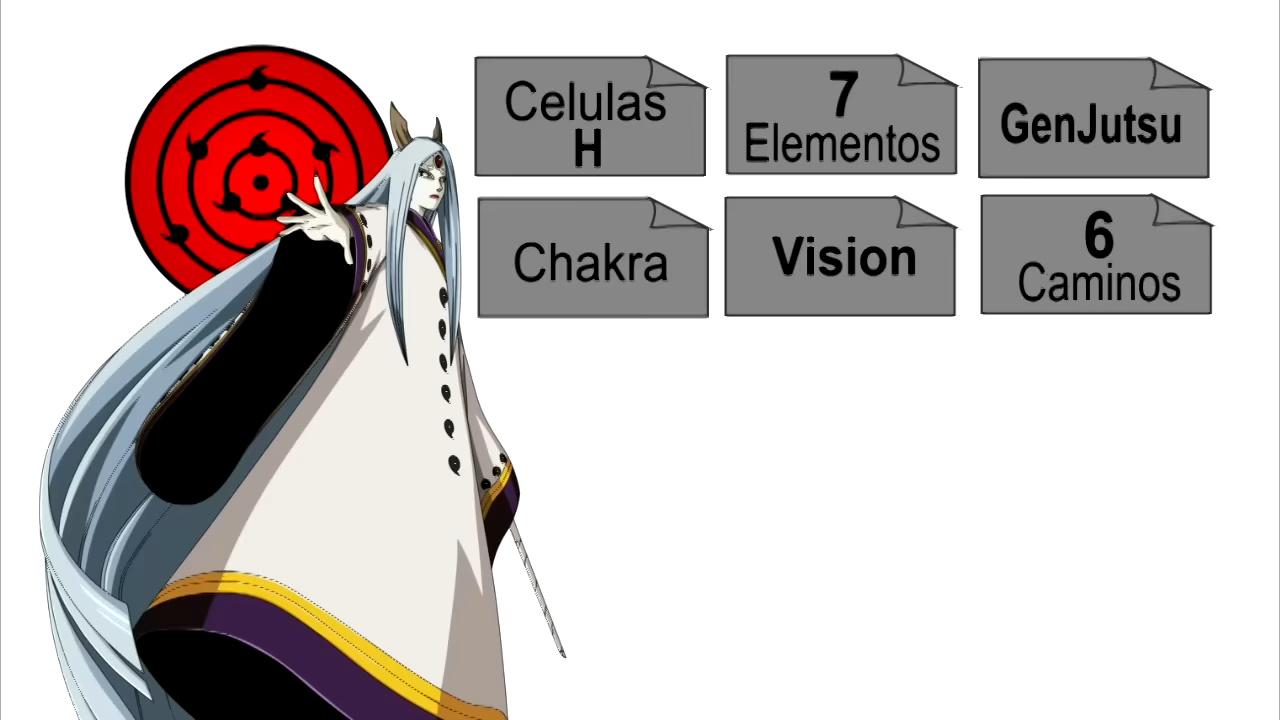 Celulas
H
7
Elementos
GenJutsu
Chakra
Vision
6
Caminos